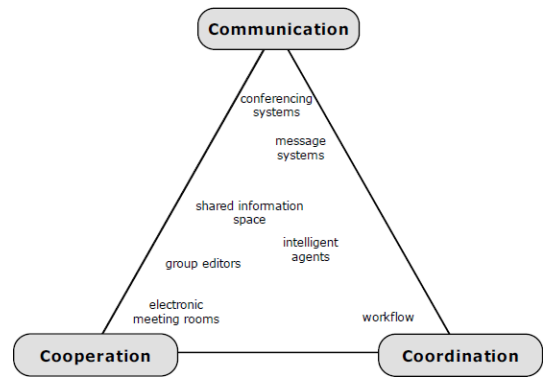 Communication
conferencing
systems
message
systems
shared information
space
intelligent
agents
group editors
electronic
meeting rooms
workflow
Cooperation
Coordination